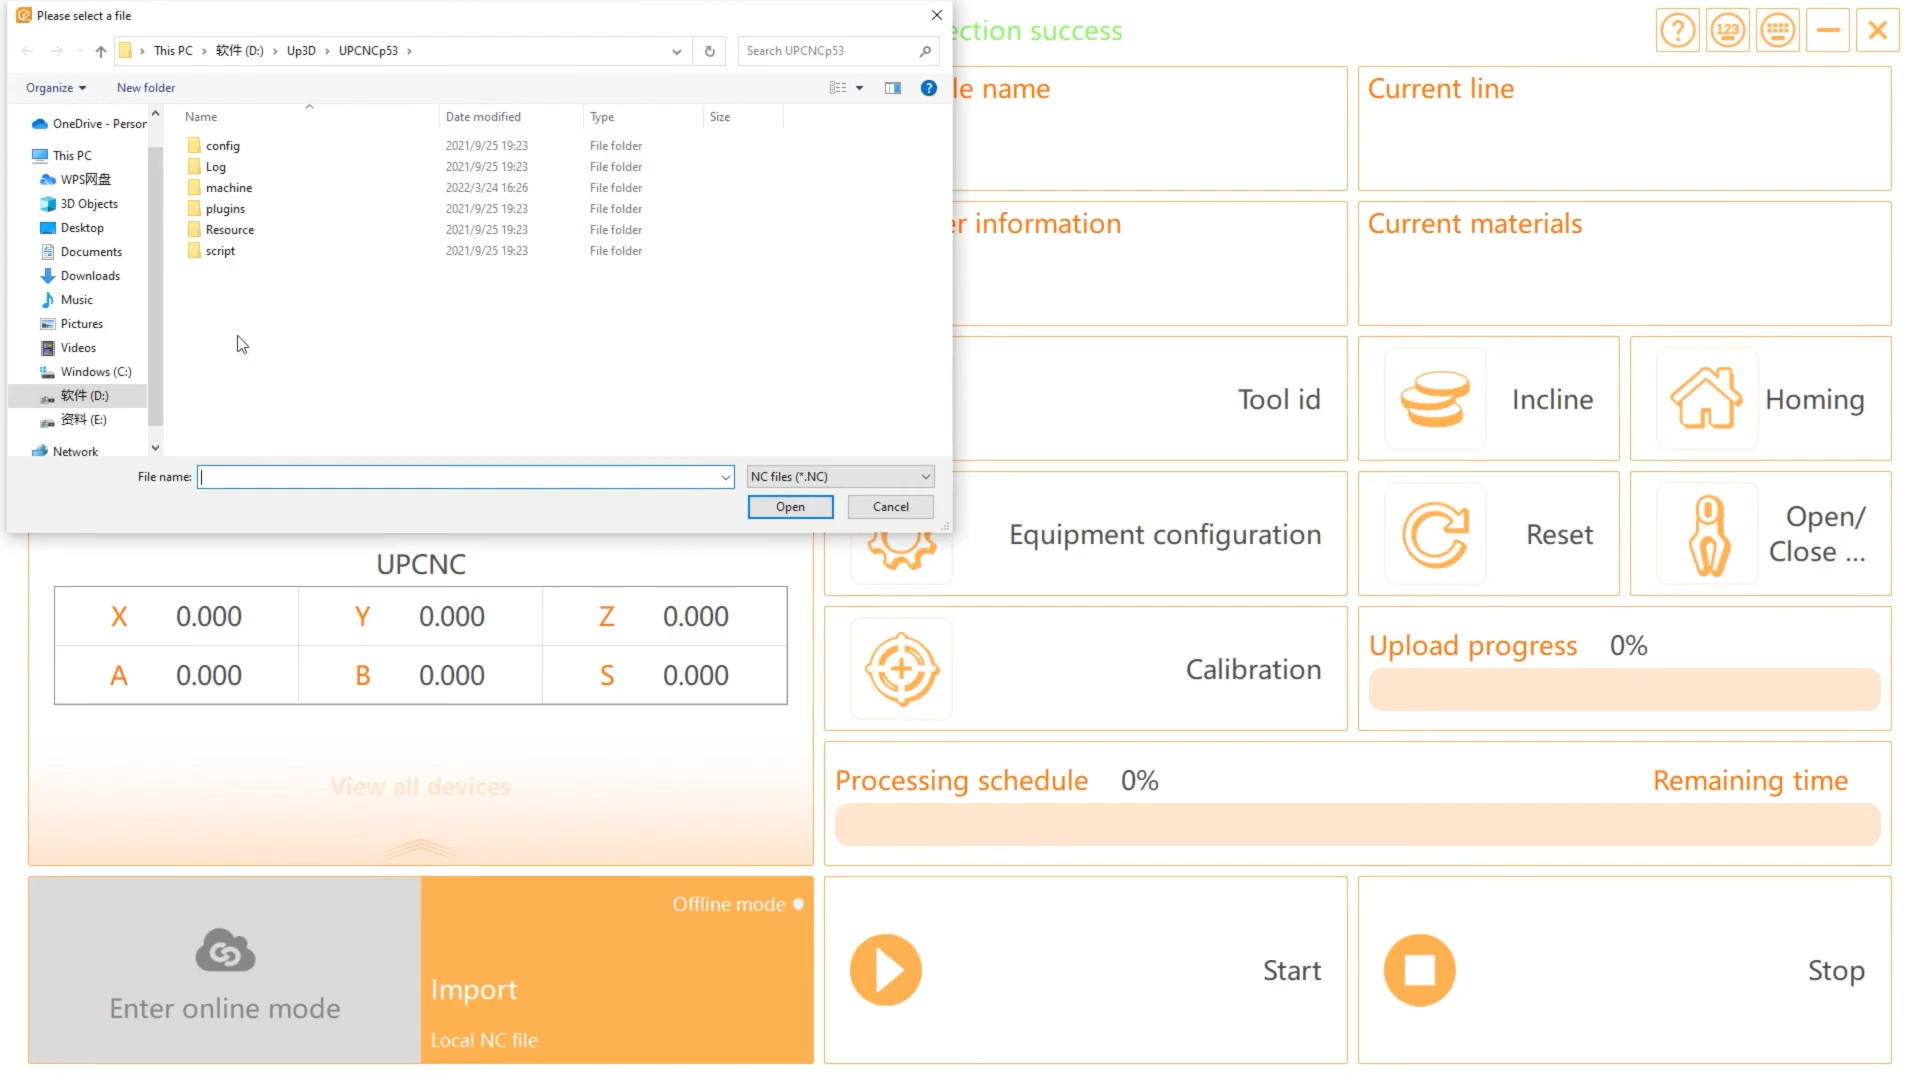 Please select a file
This PC > 软件 (D:) > Up3D > UPCNCp53 >
Search UPCNCp53
Organize
New folder
Name
Date modified
Type
Size
OneDrive - Person
This PC
WPS网盘
3D Objects
Desktop
Documents
Downloads
Music
Pictures
Videos
Windows (C:)
软件 (D:)
资料 (E:)
Network
config 2021/9/25 19:23 File folder
Log 2021/9/25 19:23 File folder
machine 2022/3/24 16:26 File folder
plugins 2021/9/25 19:23 File folder
Resource 2021/9/25 19:23 File folder
script 2021/9/25 19:23 File folder
File name:
NC files (*.NC)
Open
Cancel
ection success
123
le name
Current line
er information
Current materials
Tool id
Incline
Homing
Equipment configuration
Reset
Open/
Close ...
UPCNC
X 0.000 Y 0.000 Z 0.000
A 0.000 B 0.000 S 0.000
Calibration
Upload progress 0%
View all devices
Processing schedule 0%
Remaining time
Enter online mode
Offline mode
Import
Local NC file
Start
Stop